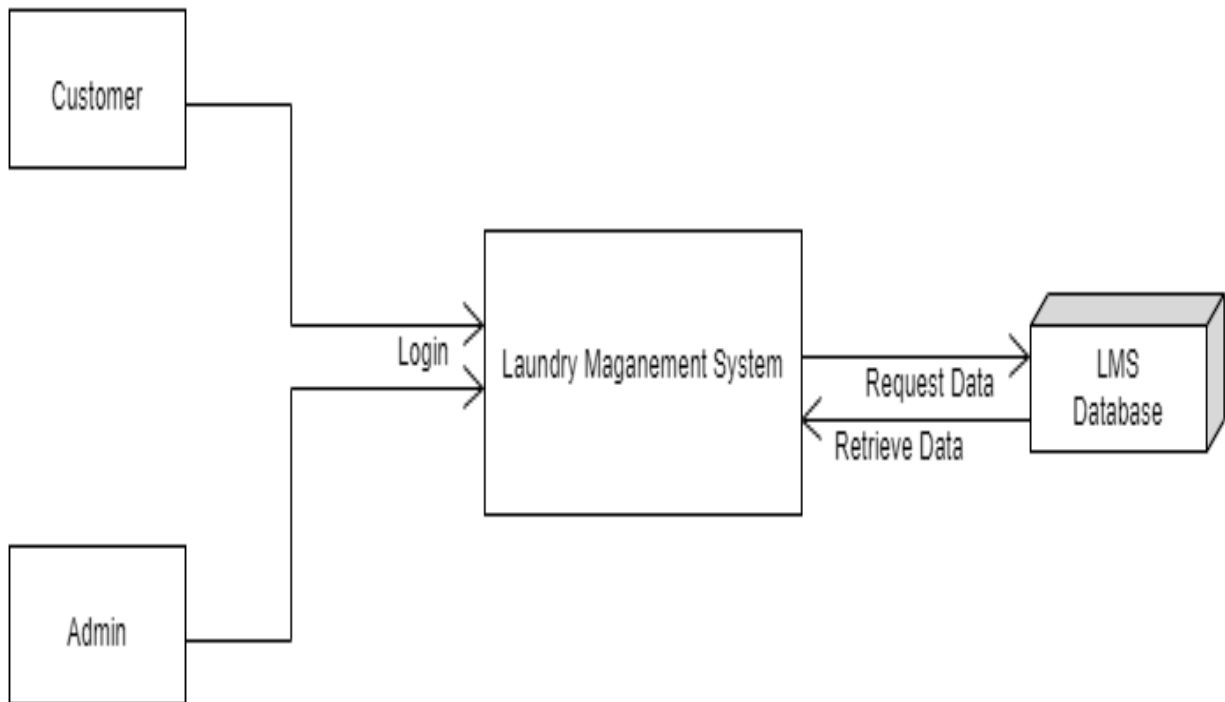 Customer
Login
Laundry Maganement System
Request Data
Retrieve Data
LMS
Database
Admin